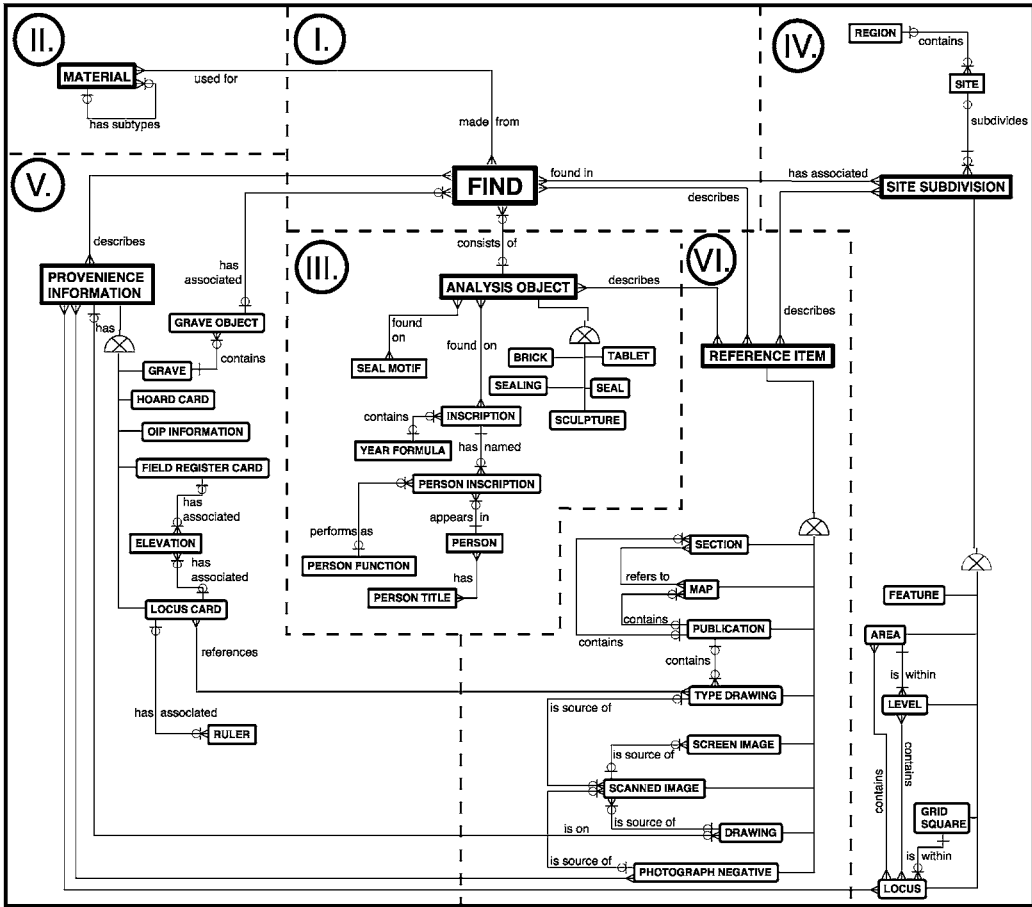 II.
MATERIAL
has subtypes
used for
I.
made from
FIND
found in
describes
consists of
IV.
REGION
contains
SITE
subdivides
has associated
SITE SUBDIVISION
describes
V.
describes
PROVENIENCE
INFORMATION
has
has
associated
GRAVE OBJECT
contains
GRAVE
HOARD CARD
OIP INFORMATION
FIELD REGISTER CARD
has
associated
ELEVATION
has
associated
LOCUS CARD
references
has associated
RULER
III.
ANALYSIS OBJECT
describes
found
on
SEAL MOTIF
found on
BRICK
TABLET
SEALING
SEAL
SCULPTURE
contains
INSCRIPTION
YEAR FORMULA
has named
PERSON INSCRIPTION
performs as
appears in
PERSON
PERSON FUNCTION
has
PERSON TITLE
VI.
REFERENCE ITEM
SECTION
refers to
MAP
contains
PUBLICATION
contains
contains
TYPE DRAWING
is source of
SCREEN IMAGE
is source of
SCANNED IMAGE
is source of
is on
DRAWING
is source of
PHOTOGRAPH NEGATIVE
FEATURE
AREA
is within
LEVEL
contains
contains
GRID
SQUARE
is within
LOCUS